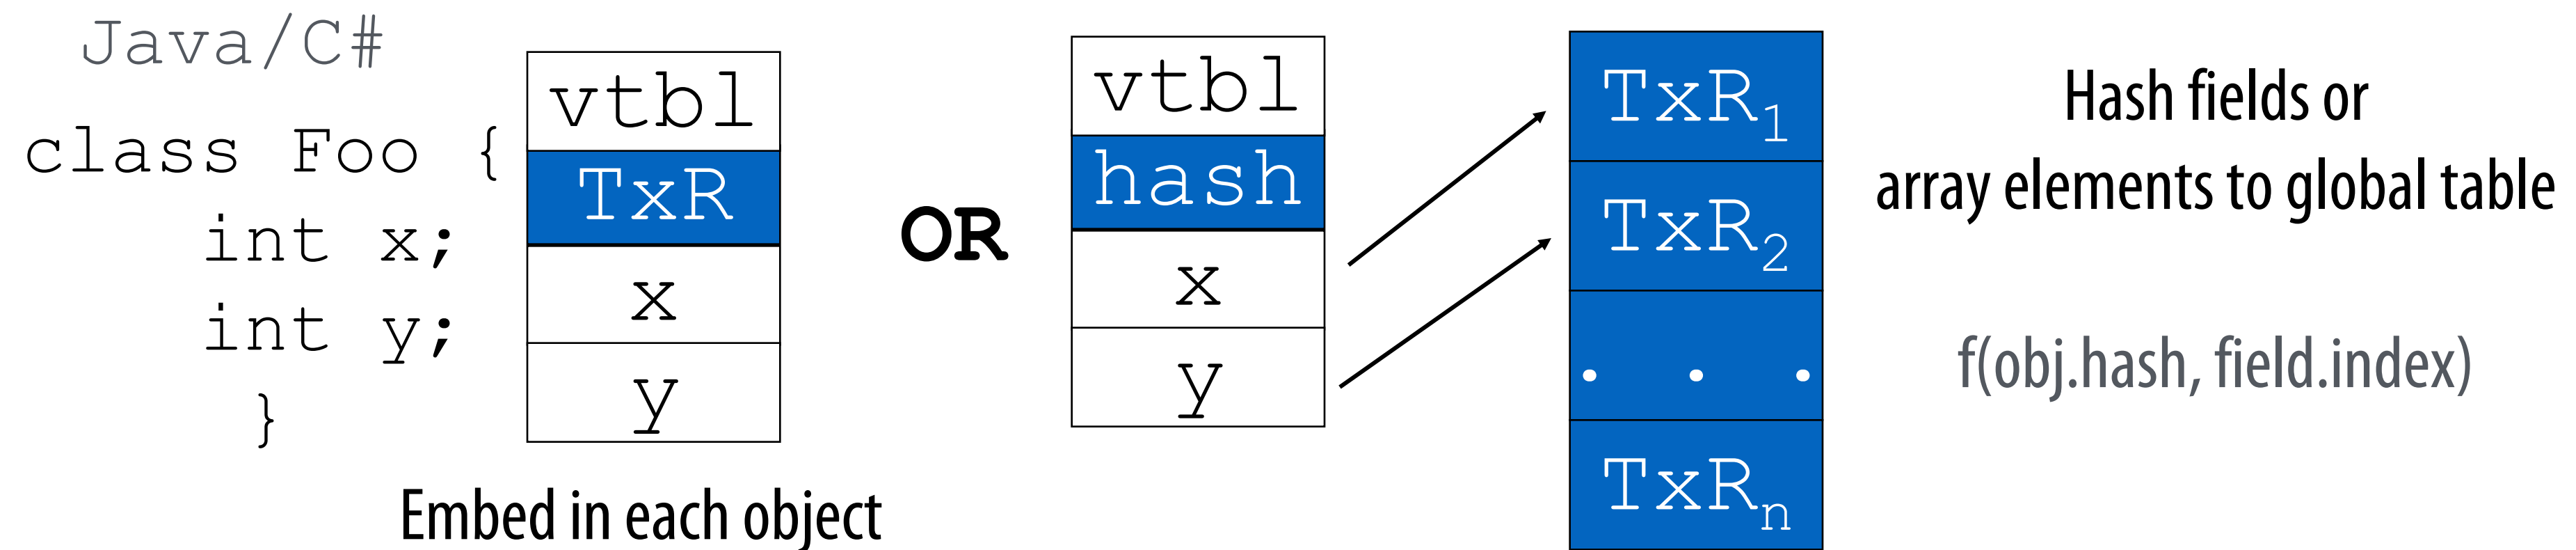 Java/C#
class Foo {
int x;
int y;
}
vtbl
TxR
x
y
Embed in each object
OR
vtbl
hash
x
y
TxR1
TxR2
. . .
TxRn
Hash fields or
array elements to global table
f(obj.hash, field.index)